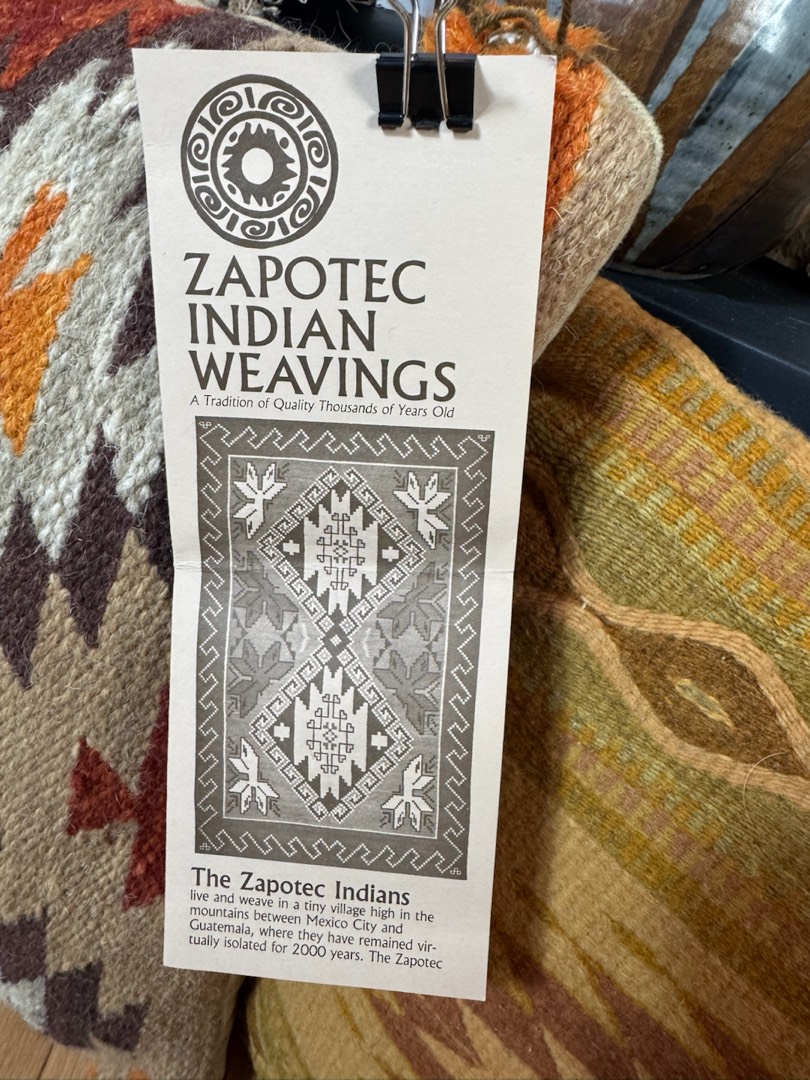 ZAPOTEC
INDIAN
WEAVINGS
A Tradition of Quality Thousands of Years Old
The Zapotec Indians
live and weave in a tiny village high in the
mountains between Mexico City and
Guatemala, where they have remained vir-
tually isolated for 2000 years. The Zapotec